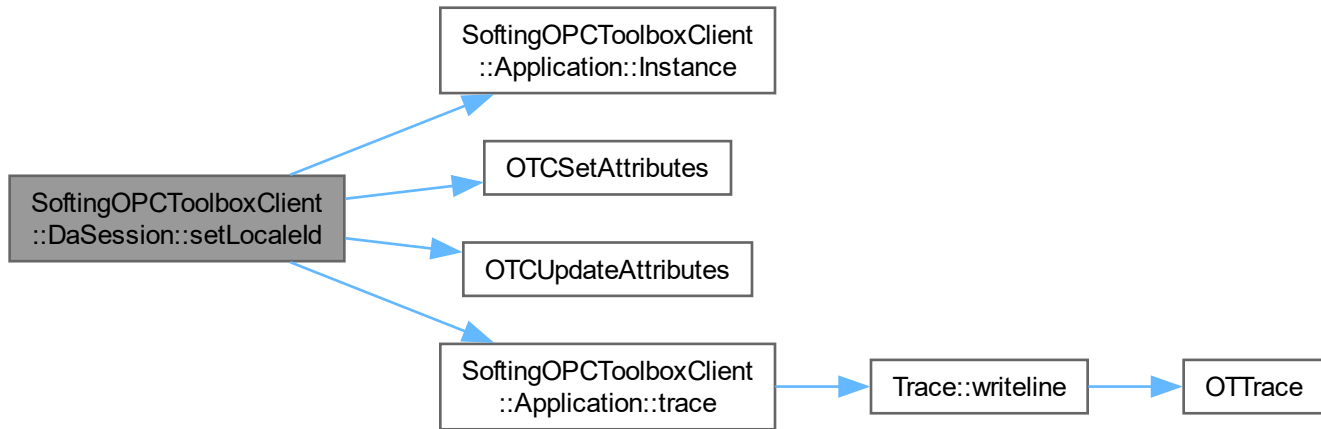 SoftingOPCToolboxClient
::Application::Instance
OTCSetAttributes
SoftingOPCToolboxClient
::DaSession::setLocaleId
OTCUpdateAttributes
SoftingOPCToolboxClient
::Application::trace
Trace::writeline
OTTrace